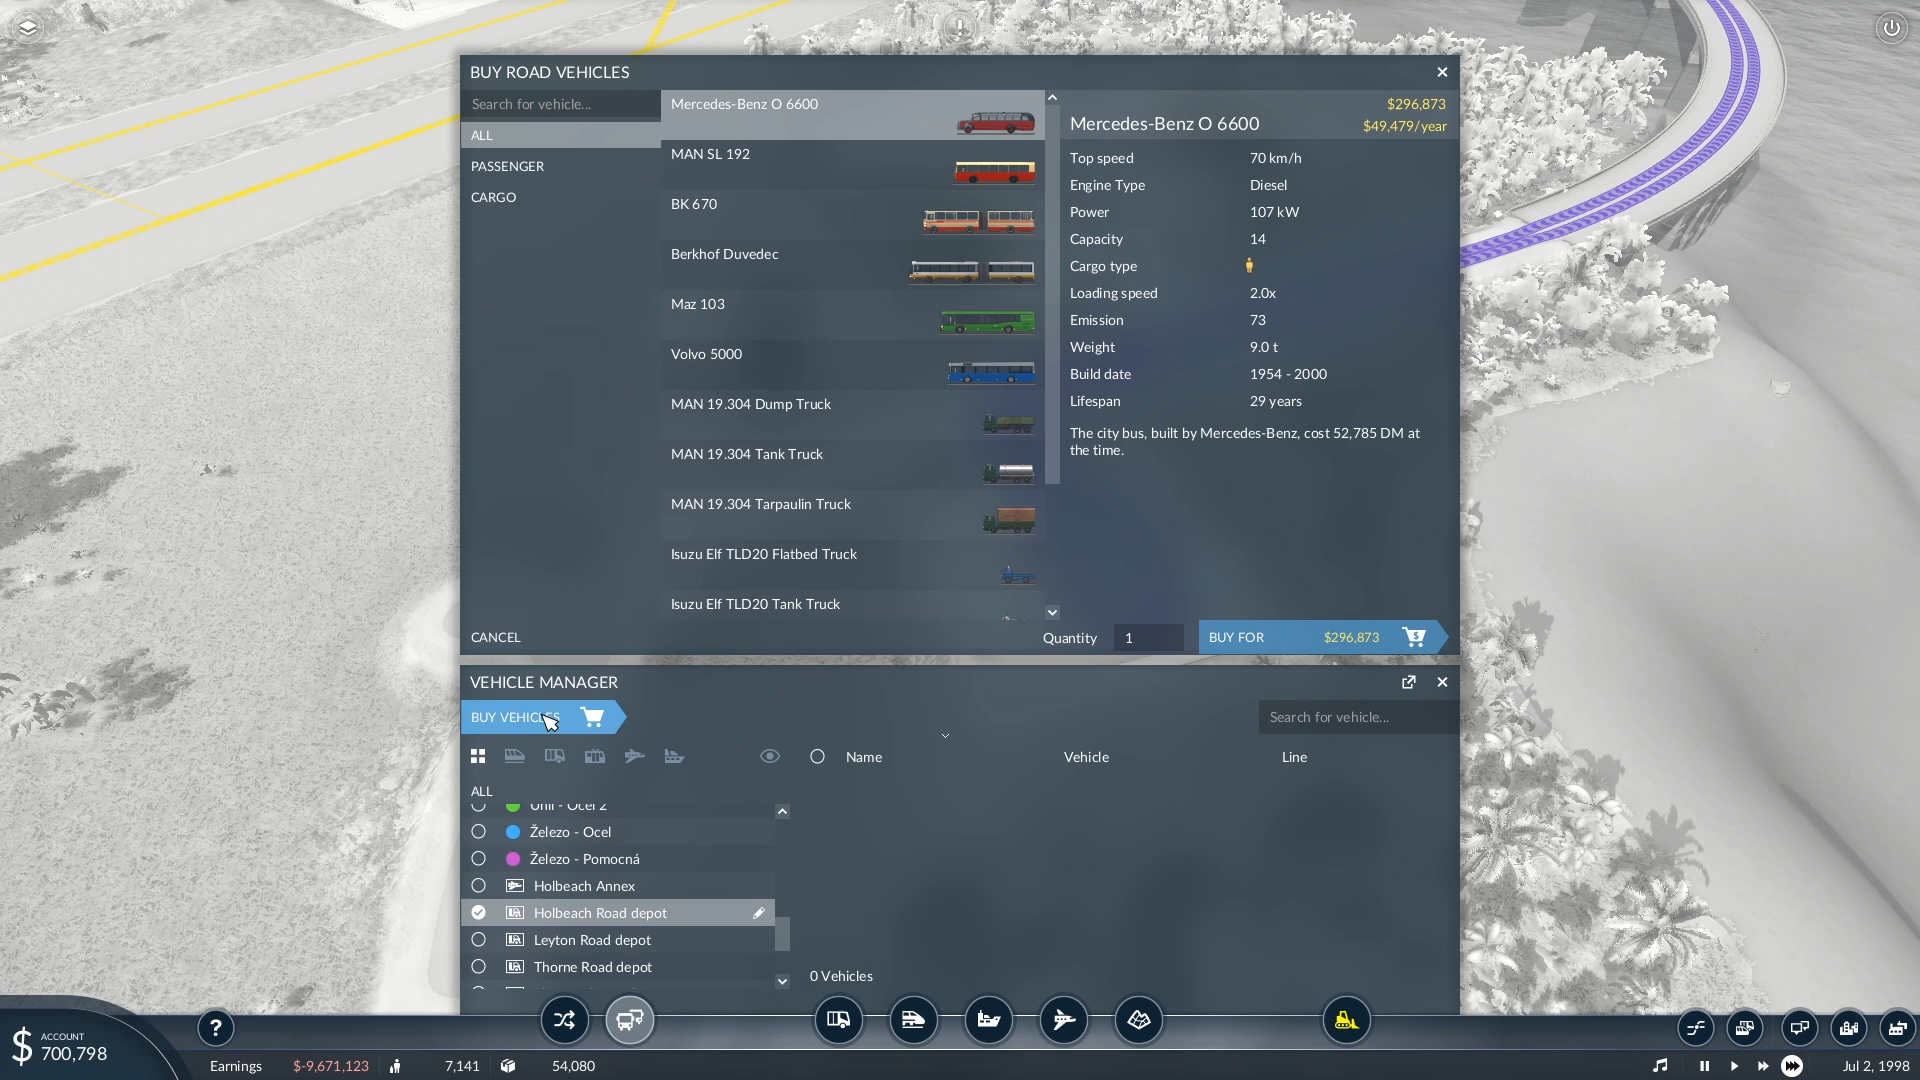 BUY ROAD VEHICLES
Search for vehicle...
ALL
PASSENGER
CARGO
Mercedes-Benz O 6600
MAN SL 192
BK 670
Berkhof Duvedec
Maz 103
Volvo 5000
MAN 19.304 Dump Truck
MAN 19.304 Tank Truck
MAN 19.304 Tarpaulin Truck
Isuzu Elf TLD20 Flatbed Truck
Isuzu Elf TLD20 Tank Truck
$296,873
Mercedes-Benz O 6600
$49,479/year
Top speed 70 km/h
Engine Type Diesel
Power 107 kW
Capacity 14
Cargo type
Loading speed 2.0x
Emission 73
Weight 9.0 t
Build date 1954 - 2000
Lifespan 29 years
The city bus, built by Mercedes-Benz, cost 52,785 DM at
the time.
CANCEL
Quantity 1
BUY FOR $296,873
VEHICLE MANAGER
BUY VEHICLES
Search for vehicle...
Name Vehicle Line
ALL
Uhlí - Ocel 2
Železo - Ocel
Železo - Pomocná
Holbeach Annex
Holbeach Road depot
Leyton Road depot
Thorne Road depot
0 Vehicles
?
$ ACCOUNT
700,798
Earnings $-9,671,123 7,141 54,080
Jul 2, 1998